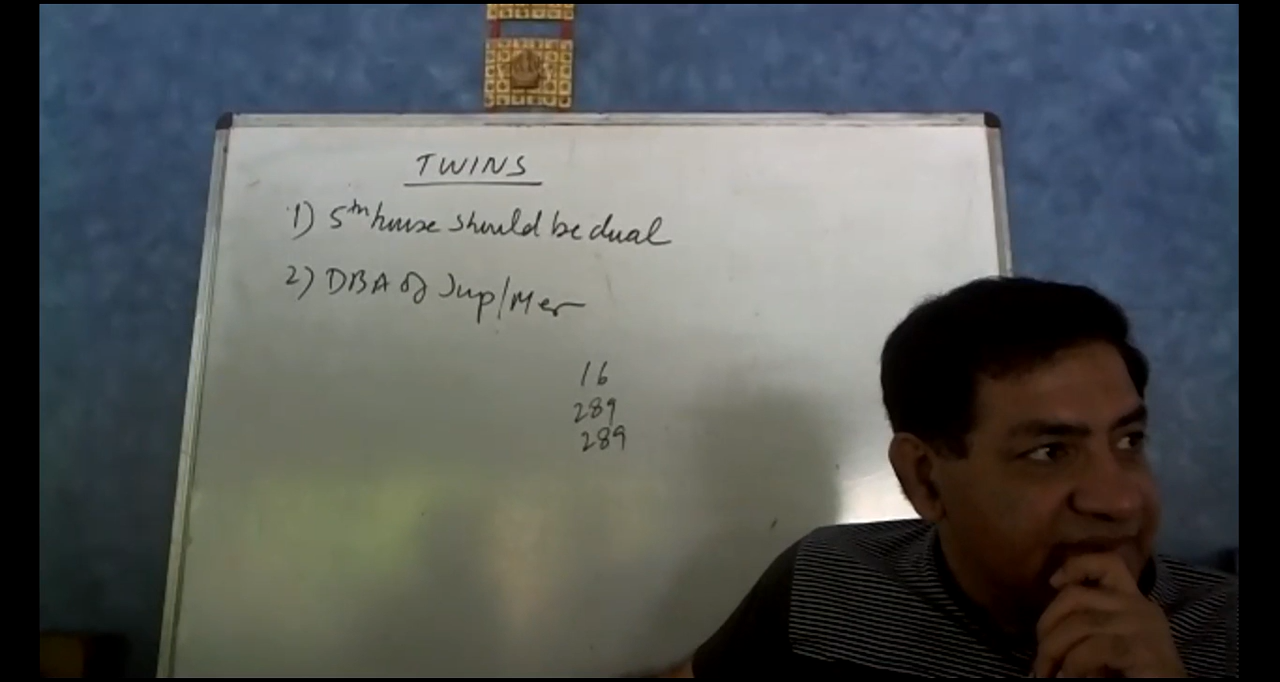 TWINS
1) 5th house should be dual
2) DBA of Jup/Mer
16
289
289